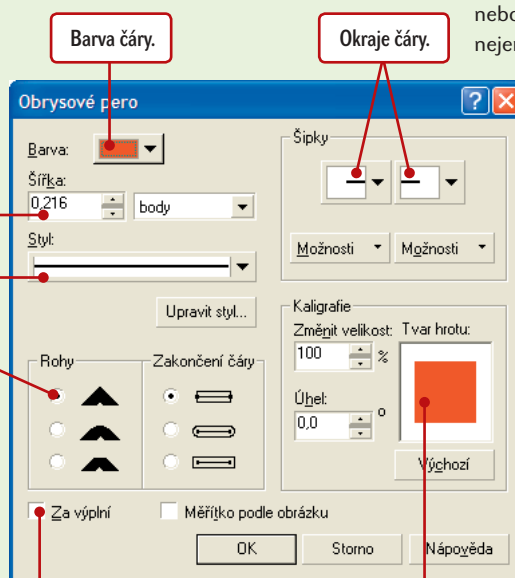 nebo
nejen
Barva čáry.
Okraje čáry.
Obrysové pero
Barva:
Šířka:
0,216 body
Styl:
Upravit styl...
Rohy
Zakončení čáry
Za výplní
Měřítko podle obrázku
Šipky
Možnosti Možnosti
Kaligrafie
Změnit velikost: Tvar hrotu:
100 %
Úhel:
0,0 °
Výchozí
OK Storno Nápověda